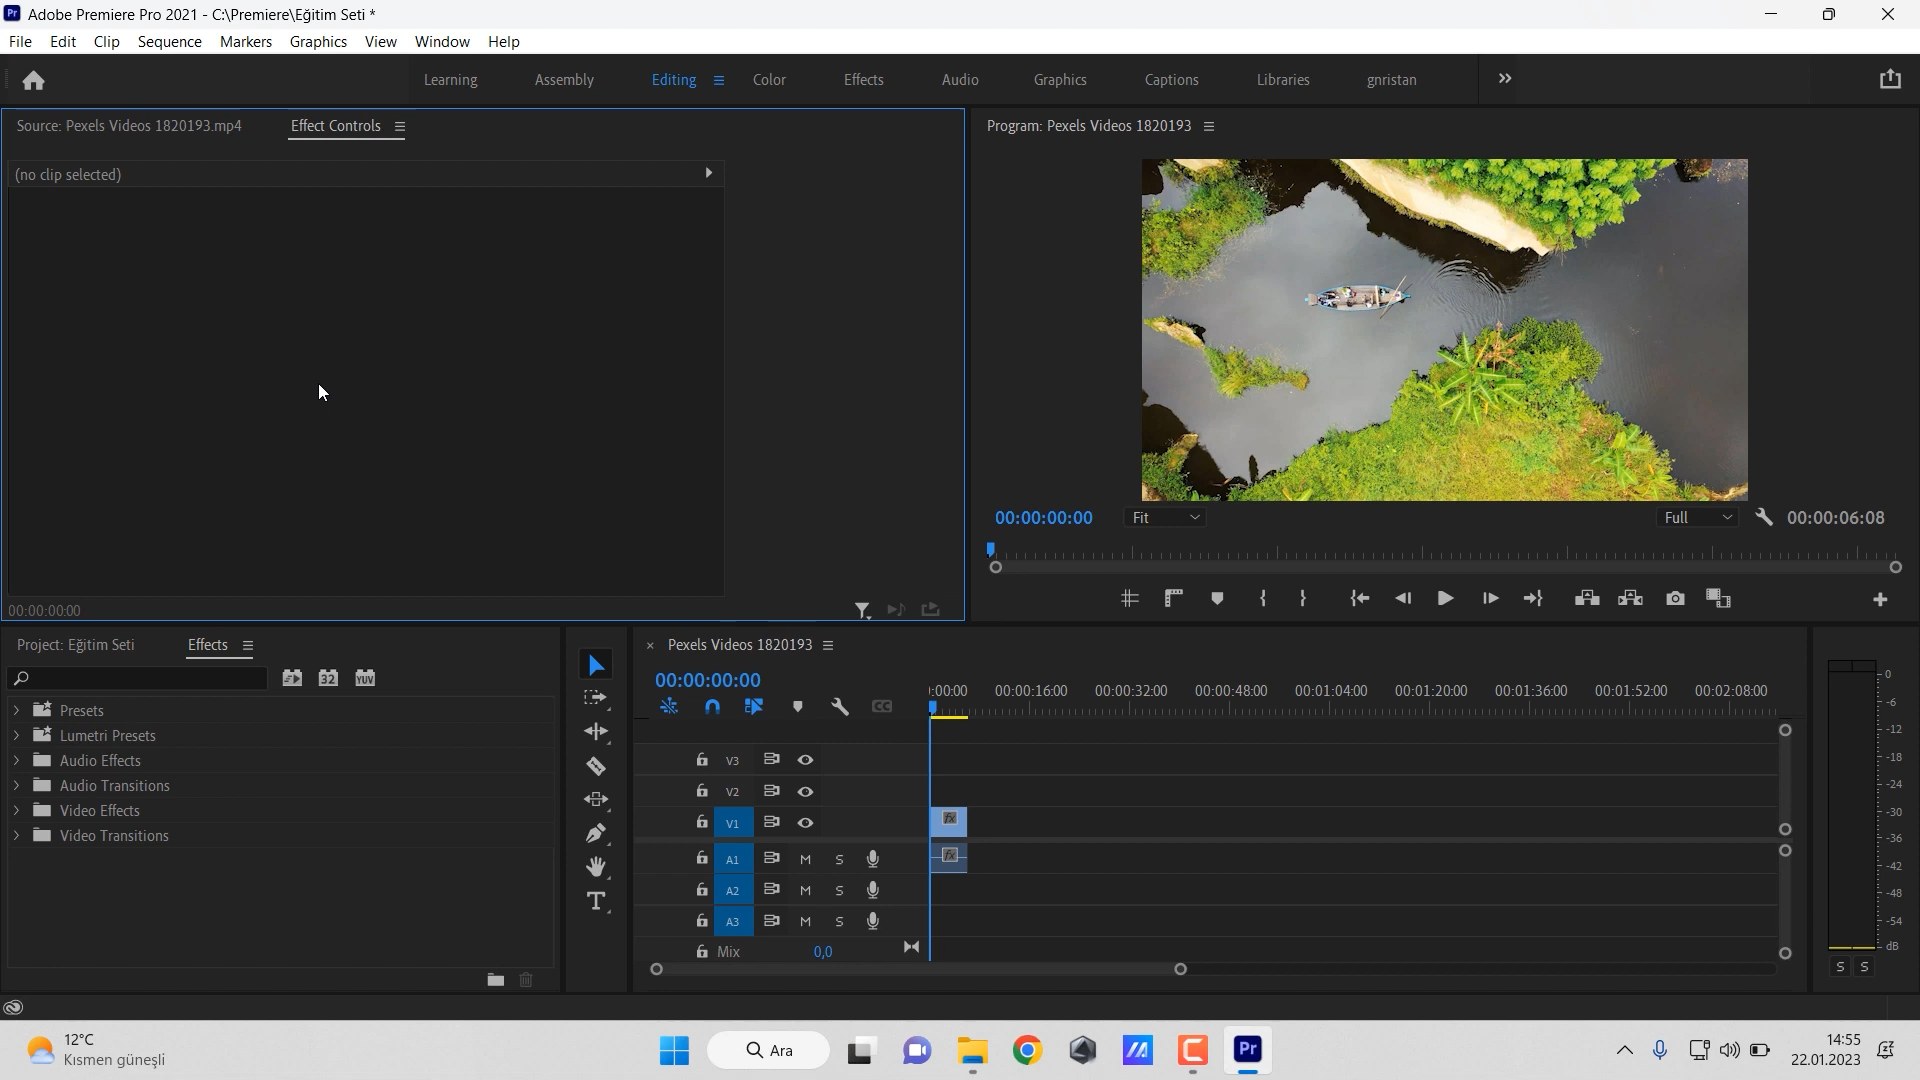 Pr Adobe Premiere Pro 2021 - C:\Premiere\Eğitim Seti *
File Edit Clip Sequence Markers Graphics View Window Help
Learning Assembly Editing Color Effects Audio Graphics Captions Libraries gnristan
Source: Pexels Videos 1820193.mp4 Effect Controls
Program: Pexels Videos 1820193
(no clip selected)
00:00:00:00 Fit Full 00:00:06:08
00:00:00:00
Project: Eğitim Seti Effects
32 YUV
Presets
Lumetri Presets
Audio Effects
Audio Transitions
Video Effects
Video Transitions
× Pexels Videos 1820193
00:00:00:00
:00:00 00:00:16:00 00:00:32:00 00:00:48:00 00:01:04:00 00:01:20:00 00:01:36:00 00:01:52:00 00:02:08:00
CC
V3
V2
V1 fx
A1 M S fx
A2 M S
A3 M S
Mix 0,0
0
-6
-12
-18
-24
-30
-36
-42
-48
-54
dB
S S
12°C
Kısmen güneşli
Ara
Pr
14:55
22.01.2023